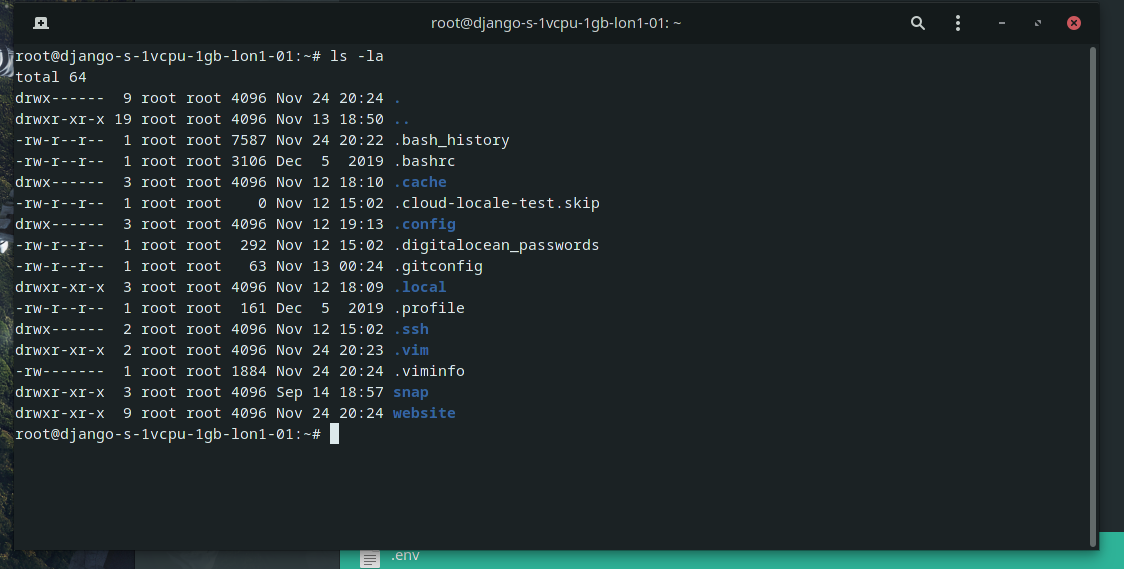 root@django-s-1vcpu-1gb-lon1-01: ~
root@django-s-1vcpu-1gb-lon1-01:~# ls -la
total 64
drwx------  9 root root 4096 Nov 24 20:24 .
drwxr-xr-x 19 root root 4096 Nov 13 18:50 ..
-rw-r--r--  1 root root 7587 Nov 24 20:22 .bash_history
-rw-r--r--  1 root root 3106 Dec  5  2019 .bashrc
drwx------  3 root root 4096 Nov 12 18:10 .cache
-rw-r--r--  1 root root    0 Nov 12 15:02 .cloud-locale-test.skip
drwx------  3 root root 4096 Nov 12 19:13 .config
-rw-r--r--  1 root root  292 Nov 12 15:02 .digitalocean_passwords
-rw-r--r--  1 root root   63 Nov 13 00:24 .gitconfig
drwxr-xr-x  3 root root 4096 Nov 12 18:09 .local
-rw-r--r--  1 root root  161 Dec  5  2019 .profile
drwx------  2 root root 4096 Nov 12 15:02 .ssh
drwxr-xr-x  2 root root 4096 Nov 24 20:23 .vim
-rw-------  1 root root 1884 Nov 24 20:24 .viminfo
drwxr-xr-x  3 root root 4096 Sep 14 18:57 snap
drwxr-xr-x  9 root root 4096 Nov 24 20:24 website
root@django-s-1vcpu-1gb-lon1-01:~#
.env